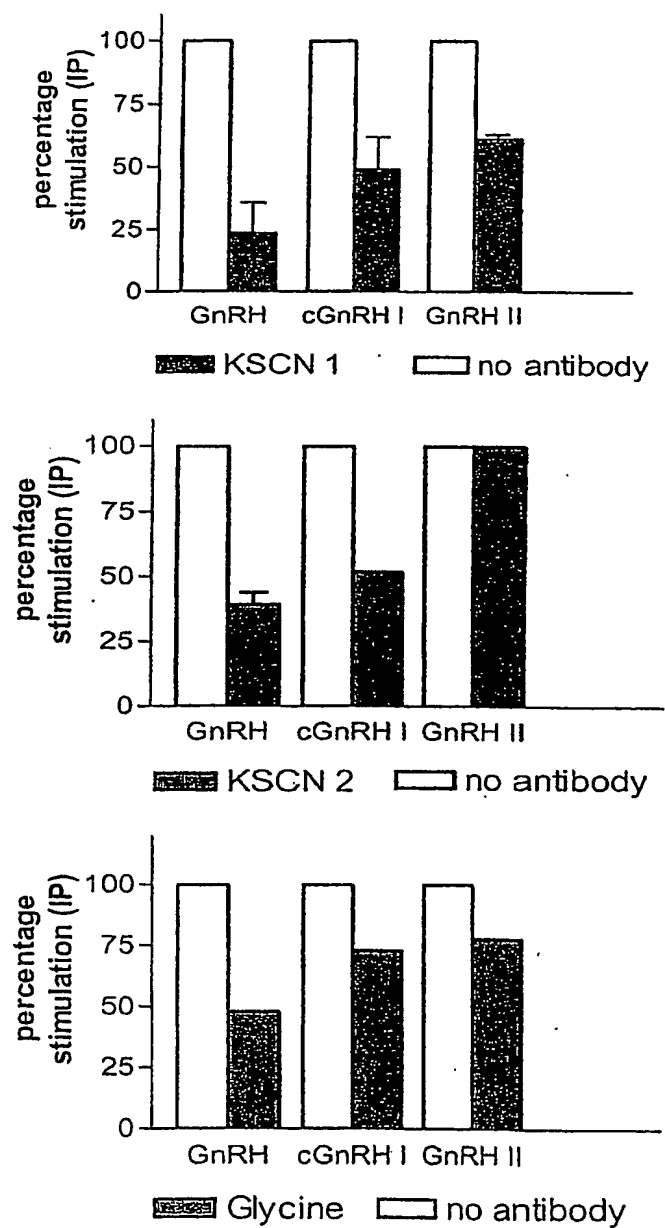 percentage
stimulation (IP)
100
75
50
25
0
GnRH cGnRH I GnRH II
KSCN 1 no antibody
percentage
stimulation (IP)
100
75
50
25
0
GnRH cGnRH I GnRH II
KSCN 2 no antibody
percentage
stimulation (IP)
100
75
50
25
0
GnRH cGnRH I GnRH II
Glycine no antibody